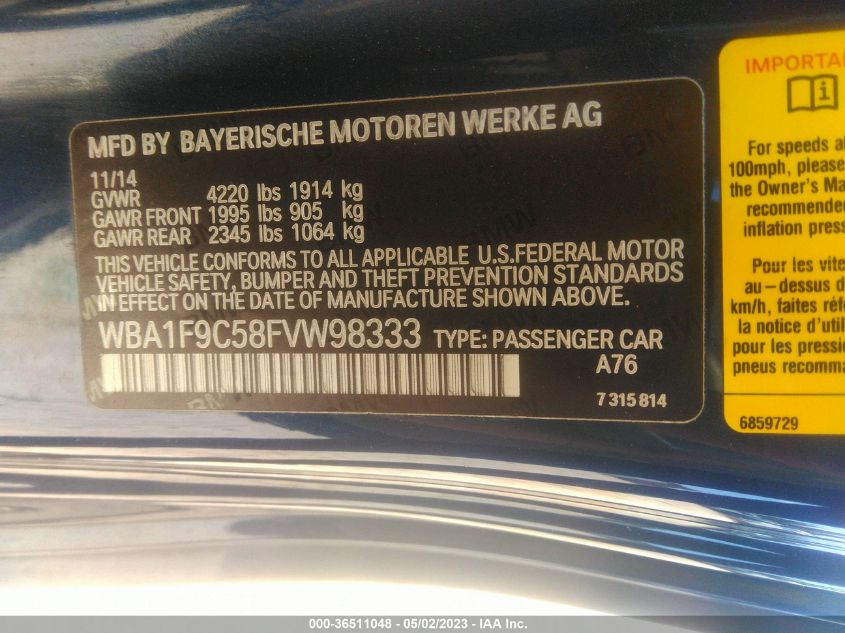 MFD BY BAYERISCHE MOTOREN WERKE AG
11/14
GVWR 4220 lbs 1914 kg
GAWR FRONT 1995 lbs 905 kg
GAWR REAR 2345 lbs 1064 kg
THIS VEHICLE CONFORMS TO ALL APPLICABLE U.S.FEDERAL MOTOR
VEHICLE SAFETY, BUMPER AND THEFT PREVENTION STANDARDS
IN EFFECT ON THE DATE OF MANUFACTURE SHOWN ABOVE.
WBA1F9C58FVW98333 TYPE: PASSENGER CAR
A76
7 315 814
IMPORTA
For speeds a
100mph, please
the Owner's Ma
recommended
inflation press
Pour les vite
au-dessus d
km/h, faites
la notice d'util
pour les pressi
pneus recomma
6859729
000-36511048 - 05/02/2023 - IAA Inc.